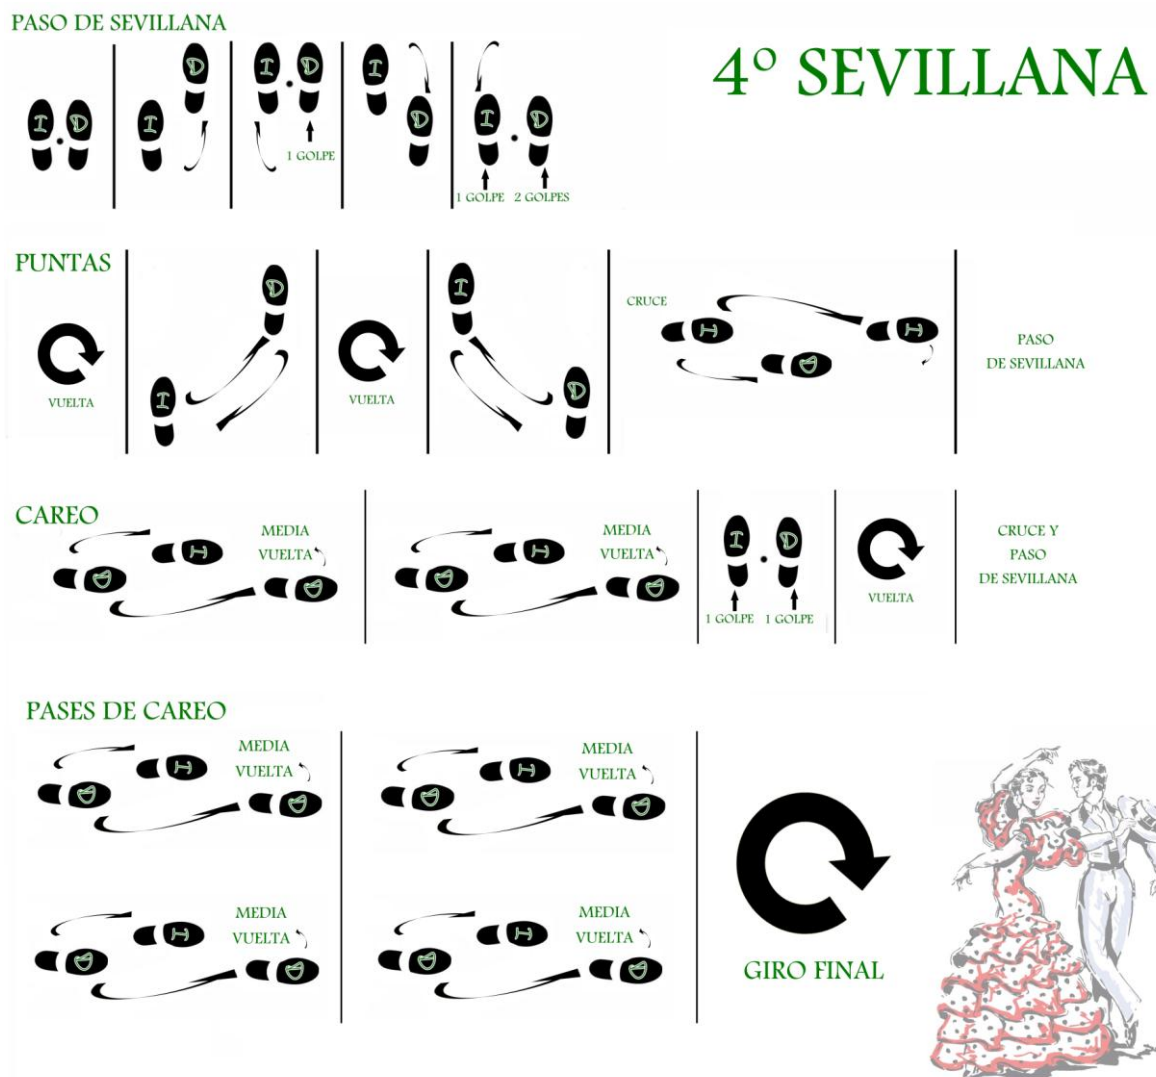 PASO DE SEVILLANA
4º SEVILLANA
I D
I D
I D
1 GOLPE
I D
I D
1 GOLPE 2 GOLPES
PUNTAS
VUELTA
D
I
VUELTA
I
D
CRUCE
I I
D
PASO
DE SEVILLANA
CAREO
MEDIA
VUELTA
I
D D
MEDIA
VUELTA
I
D D
I D
1 GOLPE 1 GOLPE
VUELTA
CRUCE Y
PASO
DE SEVILLANA
PASES DE CAREO
MEDIA
VUELTA
I
D D
MEDIA
VUELTA
I
D D
MEDIA
VUELTA
I
D D
MEDIA
VUELTA
I
D D
GIRO FINAL